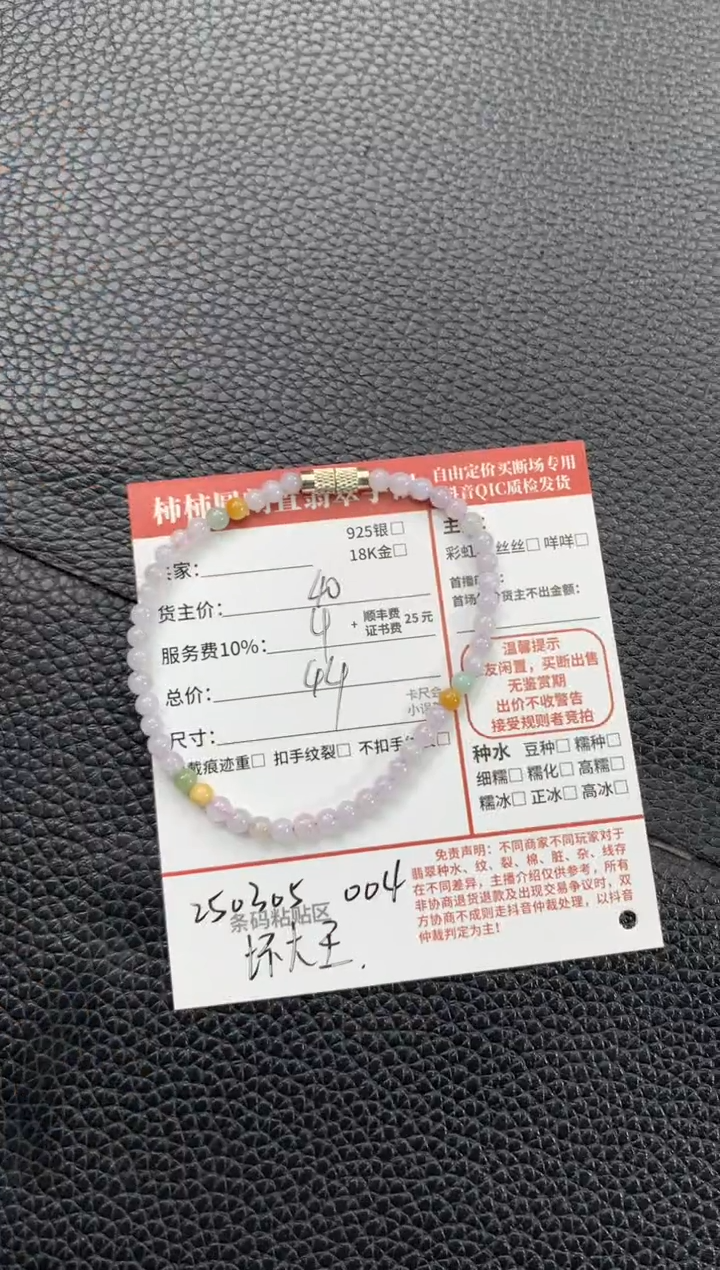 柿柿圆
翡翠手
自由定价买断场专用
抖音QIC质检发货
925银□
18K金□
家:
货主价: 40
服务费10%: 4 + 顺丰费 证书费 25元
总价: 44
卡尺会
小误
尺寸:
戴痕迹重□ 扣手纹裂□ 不扣手
主
彩虹 丝丝□ 咩咩□
首播
首场 货主不出金额:
温馨提示
友闲置，买断出售
无鉴赏期
出价不收警告
接受规则者竞拍
种水 豆种□ 糯种□
细糯□ 糯化□ 高糯□
糯冰□ 正冰□ 高冰□
250305 004
条码粘贴区
坏大王.
免责声明: 不同商家不同玩家对于
翡翠种水、纹、裂、棉、脏、杂、线存
在不同差异，主播介绍仅供参考，所有
非协商退货退款及出现交易争议时，双
方协商不成则走抖音仲裁处理，以抖音
仲裁判定为主!